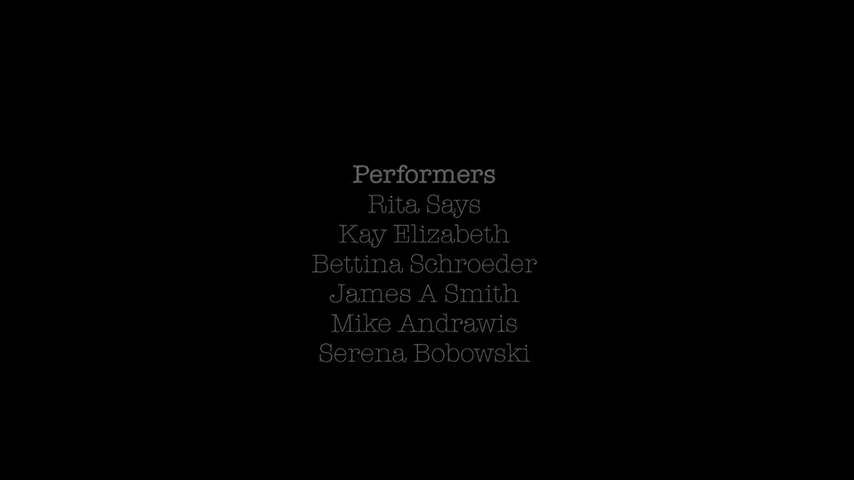 Performers
Rita Says
Kay Elizabeth
Bettina Schroeder
James A Smith
Mike Andrawis
Serena Bobowski